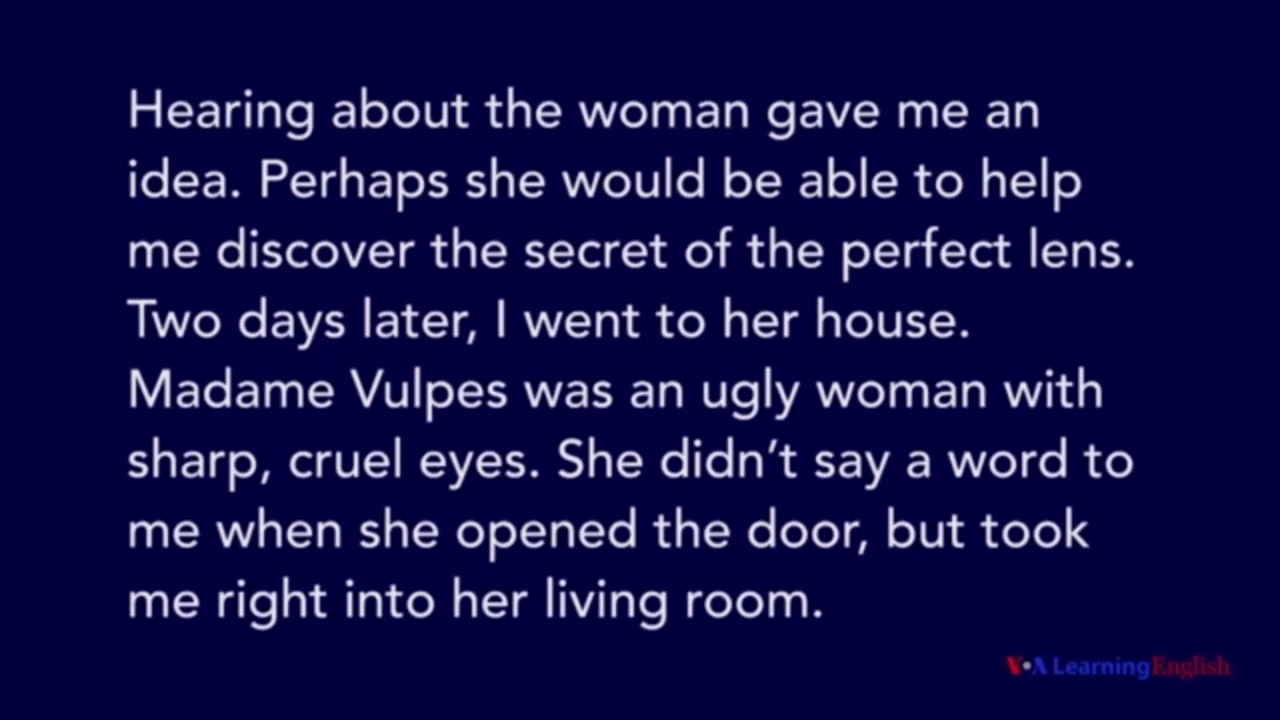 Hearing about the woman gave me an
idea. Perhaps she would be able to help
me discover the secret of the perfect lens.
Two days later, I went to her house.
Madame Vulpes was an ugly woman with
sharp, cruel eyes. She didn’t say a word to
me when she opened the door, but took
me right into her living room.
VOA Learning English